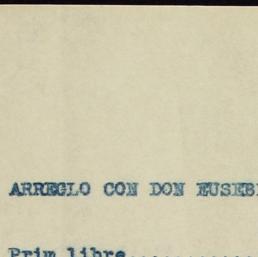 ARREGLO CON DON EUSEB
Prim libre..............